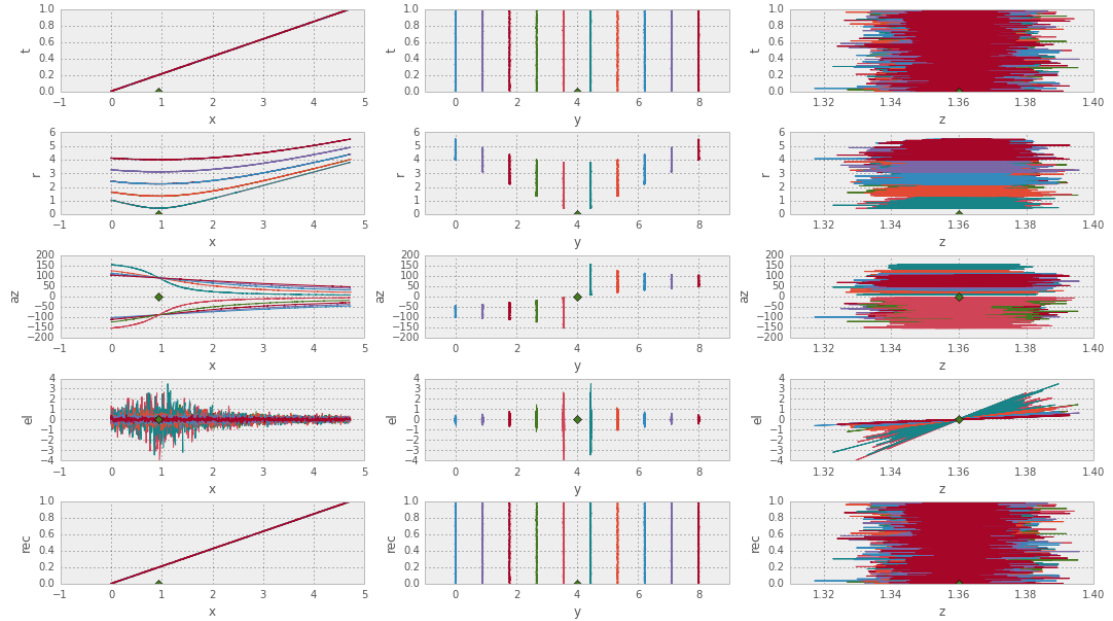 1.0 1.0 1.0
0.8 0.8 0.8
0.6 0.6 0.6
t t t
0.4 0.4 0.4
0.2 0.2 0.2
0.0 0.0 0.0
−1 0 1 2 3 4 5 0 2 4 6 8 1.32 1.34 1.36 1.38 1.40
x y z
6 6 6
5 5 5
4 4 4
r 3 r 3 r 3
2 2 2
1 1 1
0 0 0
−1 0 1 2 3 4 5 0 2 4 6 8 1.32 1.34 1.36 1.38 1.40
x y z
200 200 200
150 150 150
100 100 100
50 50 50
az 0 az 0 az 0
−50 −50 −50
−100 −100 −100
−150 −150 −150
−200 −200 −200
−1 0 1 2 3 4 5 0 2 4 6 8 1.32 1.34 1.36 1.38 1.40
x y z
4 4 4
3 3 3
2 2 2
1 1 1
el 0 el 0 el 0
−1 −1 −1
−2 −2 −2
−3 −3 −3
−4 −4 −4
−1 0 1 2 3 4 5 0 2 4 6 8 1.32 1.34 1.36 1.38 1.40
x y z
1.0 1.0 1.0
0.8 0.8 0.8
0.6 0.6 0.6
rec rec rec
0.4 0.4 0.4
0.2 0.2 0.2
0.0 0.0 0.0
−1 0 1 2 3 4 5 0 2 4 6 8 1.32 1.34 1.36 1.38 1.40
x y z